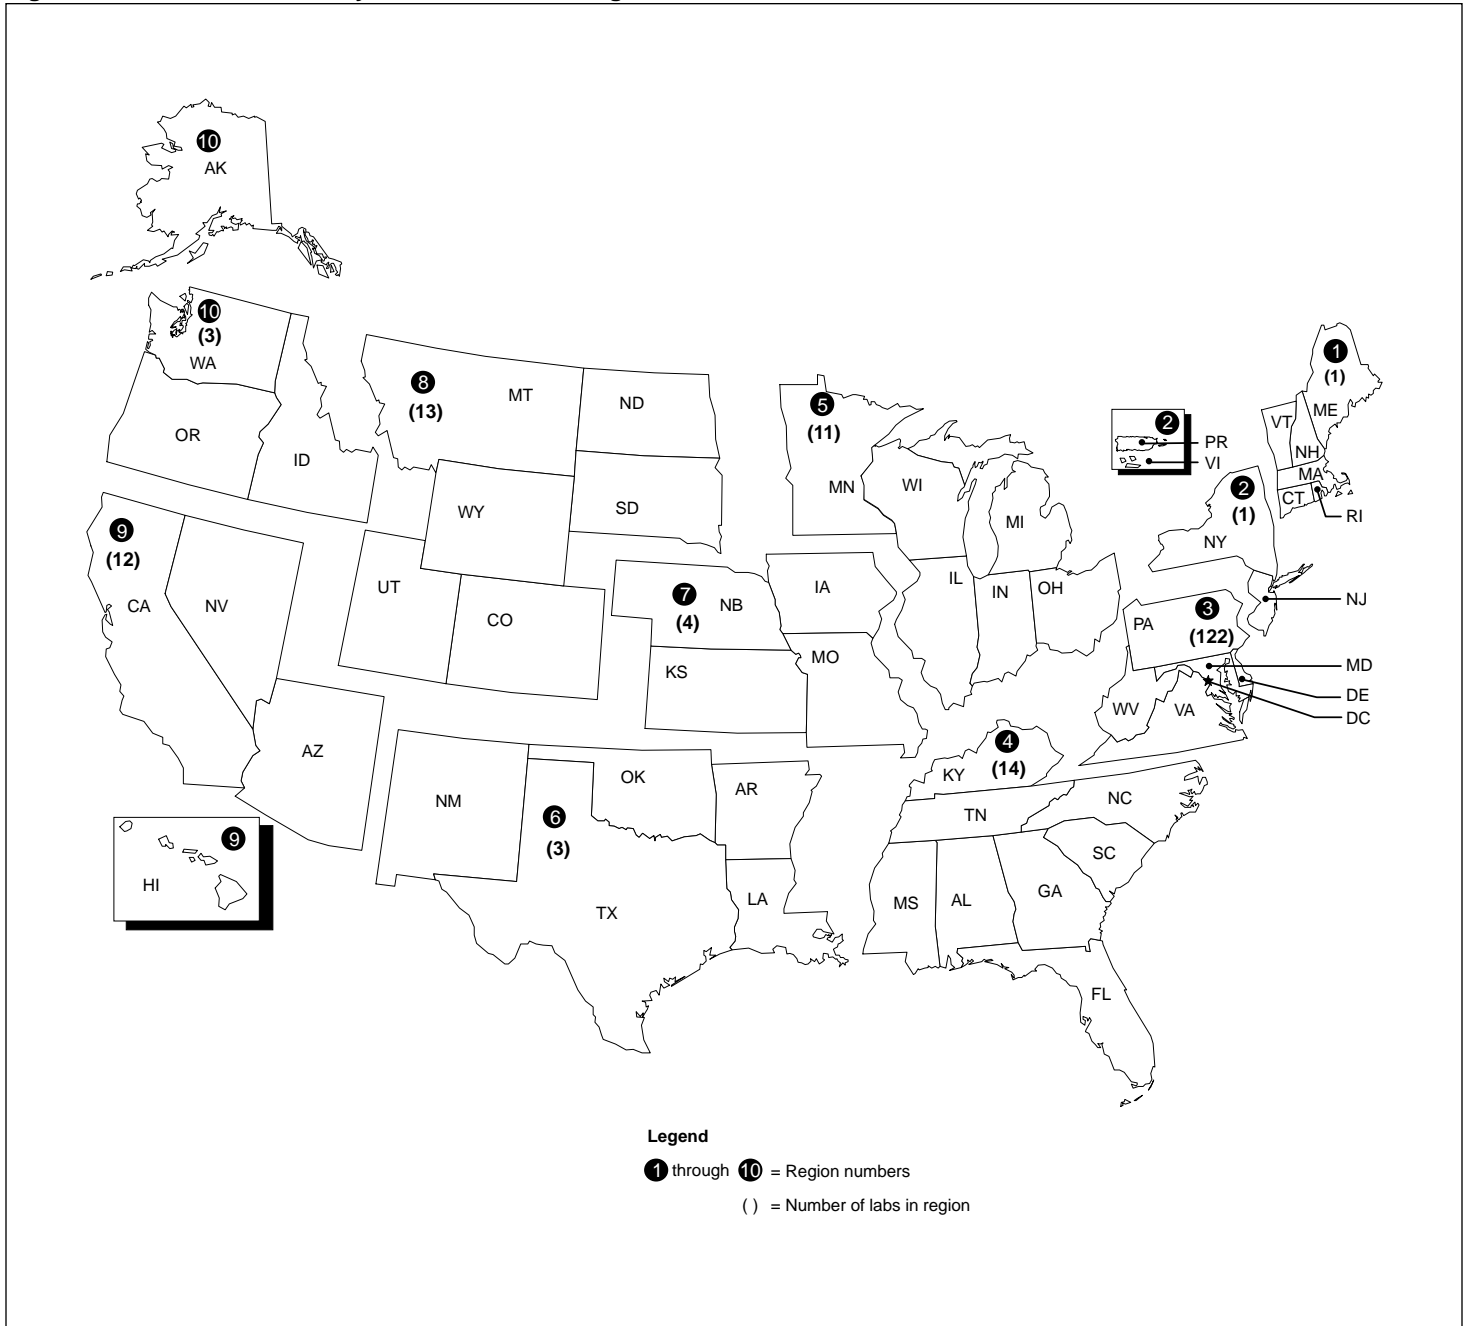 10
AK
10
(3)
WA
OR
ID
8
(13)
MT
ND
SD
WY
5
(11)
MN
WI
MI
1
(1)
ME
VT
NH
MA
CT
RI
2
PR
VI
2
(1)
NY
NJ
9
(12)
CA
NV
UT
CO
7
(4)
NB
IA
IL
IN
OH
3
PA
(122)
MD
DE
DC
KS
MO
WV
VA
AZ
NM
OK
AR
4
KY
(14)
TN
NC
SC
6
(3)
TX
LA
MS
AL
GA
FL
9
HI
Legend
1 through 10 = Region numbers
( ) = Number of labs in region